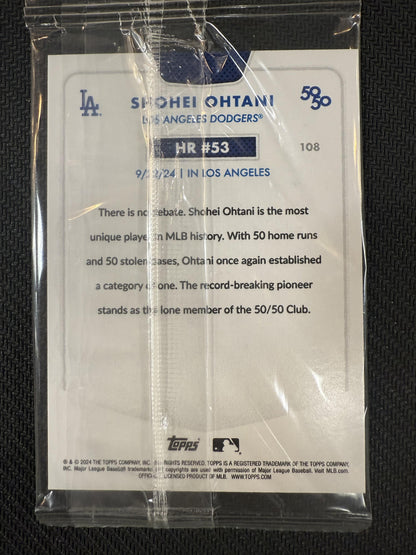 LA
SHOHEI OHTANI
50/50
LOS ANGELES DODGERS®
HR #53
108
9/22/24 | IN LOS ANGELES
There is no debate. Shohei Ohtani is the most
unique player in MLB history. With 50 home runs
and 50 stolen bases, Ohtani once again established
a category of one. The record-breaking pioneer
stands as the lone member of the 50/50 Club.
topps
® & © 2024 THE TOPPS COMPANY, INC. ALL RIGHTS RESERVED. TOPPS IS A REGISTERED TRADEMARK OF THE TOPPS COMPANY,
INC. Major League Baseball trademarks and copyrights are used with permission of Major League Baseball. Visit MLB.com.
OFFICIALLY LICENSED PRODUCT OF MLB. WWW.TOPPS.COM